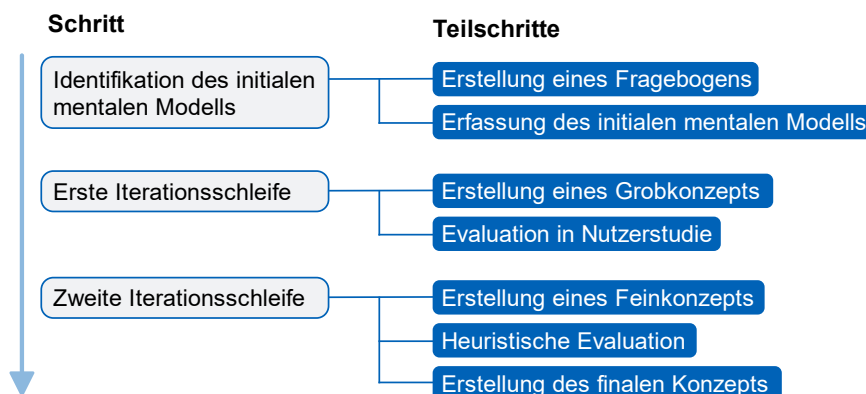 Schritt
Teilschritte
Identifikation des initialen
mentalen Modells
Erstellung eines Fragebogens
Erfassung des initialen mentalen Modells
Erste Iterationsschleife
Erstellung eines Grobkonzepts
Evaluation in Nutzerstudie
Zweite Iterationsschleife
Erstellung eines Feinkonzepts
Heuristische Evaluation
Erstellung des finalen Konzepts